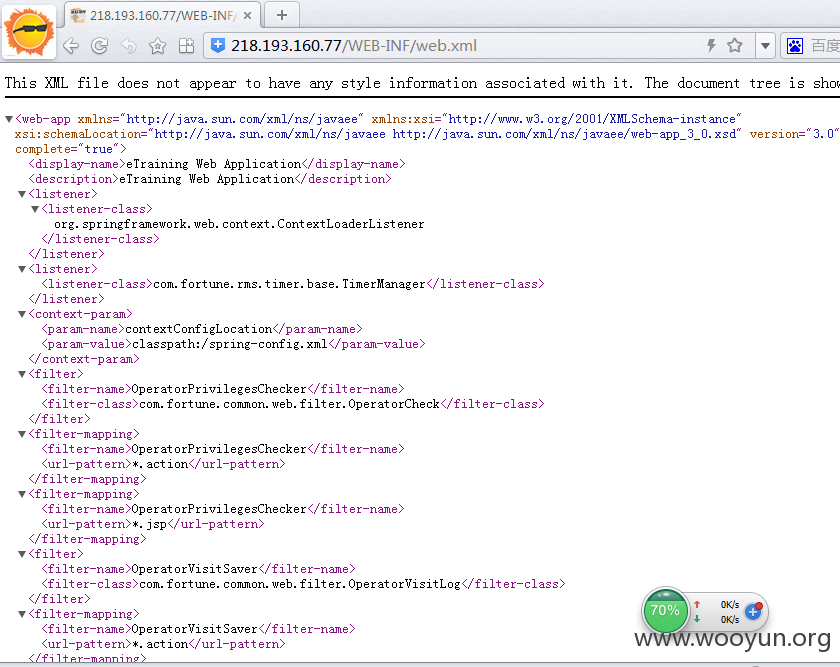 218.193.160.77/WEB-INF/
218.193.160.77/WEB-INF/web.xml
百度
This XML file does not appear to have any style information associated with it. The document tree is show
<web-app xmlns="http://java.sun.com/xml/ns/javaee" xmlns:xsi="http://www.w3.org/2001/XMLSchema-instance"
xsi:schemaLocation="http://java.sun.com/xml/ns/javaee http://java.sun.com/xml/ns/javaee/web-app_3_0.xsd" version="3.0"
complete="true">
<display-name>eTraining Web Application</display-name>
<description>eTraining Web Application</description>
<listener>
<listener-class>
org.springframework.web.context.ContextLoaderListener
</listener-class>
</listener>
<listener>
<listener-class>com.fortune.rms.timer.base.TimerManager</listener-class>
</listener>
<context-param>
<param-name>contextConfigLocation</param-name>
<param-value>classpath:/spring-config.xml</param-value>
</context-param>
<filter>
<filter-name>OperatorPrivilegesChecker</filter-name>
<filter-class>com.fortune.common.web.filter.OperatorCheck</filter-class>
</filter>
<filter-mapping>
<filter-name>OperatorPrivilegesChecker</filter-name>
<url-pattern>*.action</url-pattern>
</filter-mapping>
<filter-mapping>
<filter-name>OperatorPrivilegesChecker</filter-name>
<url-pattern>*.jsp</url-pattern>
</filter-mapping>
<filter>
<filter-name>OperatorVisitSaver</filter-name>
<filter-class>com.fortune.common.web.filter.OperatorVisitLog</filter-class>
</filter>
<filter-mapping>
<filter-name>OperatorVisitSaver</filter-name>
<url-pattern>*.action</url-pattern>
</filter-mapping>
70%
0K/s
0K/s
www.wooyun.org